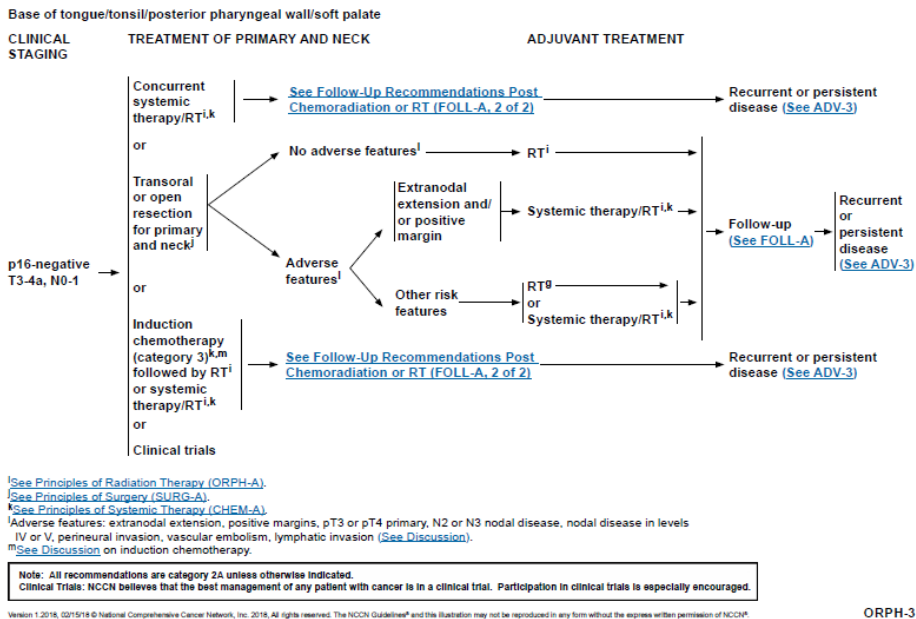 Base of tongue/tonsil/posterior pharyngeal wall/soft palate
CLINICAL STAGING
TREATMENT OF PRIMARY AND NECK
ADJUVANT TREATMENT
p16-negative
T3-4a, N0-1
Concurrent
systemic
therapy/RTi,k
See Follow-Up Recommendations Post
Chemoradiation or RT (FOLL-A, 2 of 2)
Recurrent or persistent
disease (See ADV-3)
or
Transoral
or open
resection
for primary
and neckj
No adverse featuresl
RTi
Adverse
featuresl
Extranodal
extension and/
or positive
margin
Systemic therapy/RTi,k
Other risk
features
RTg
or
Systemic therapy/RTi,k
Follow-up
(See FOLL-A)
Recurrent
or
persistent
disease
(See ADV-3)
or
Induction
chemotherapy
(category 3)k,m
followed by RTi
or systemic
therapy/RTi,k
See Follow-Up Recommendations Post
Chemoradiation or RT (FOLL-A, 2 of 2)
Recurrent or persistent
disease (See ADV-3)
or
Clinical trials
iSee Principles of Radiation Therapy (ORPH-A).
jSee Principles of Surgery (SURG-A).
kSee Principles of Systemic Therapy (CHEM-A).
lAdverse features: extranodal extension, positive margins, pT3 or pT4 primary, N2 or N3 nodal disease, nodal disease in levels
IV or V, perineural invasion, vascular embolism, lymphatic invasion (See Discussion).
mSee Discussion on induction chemotherapy.
Note: All recommendations are category 2A unless otherwise indicated.
Clinical Trials: NCCN believes that the best management of any patient with cancer is in a clinical trial. Participation in clinical trials is especially encouraged.
Version 1.2018, 02/15/18 © National Comprehensive Cancer Network, Inc. 2018, All rights reserved. The NCCN Guidelines® and this illustration may not be reproduced in any form without the express written permission of NCCN®.
ORPH-3